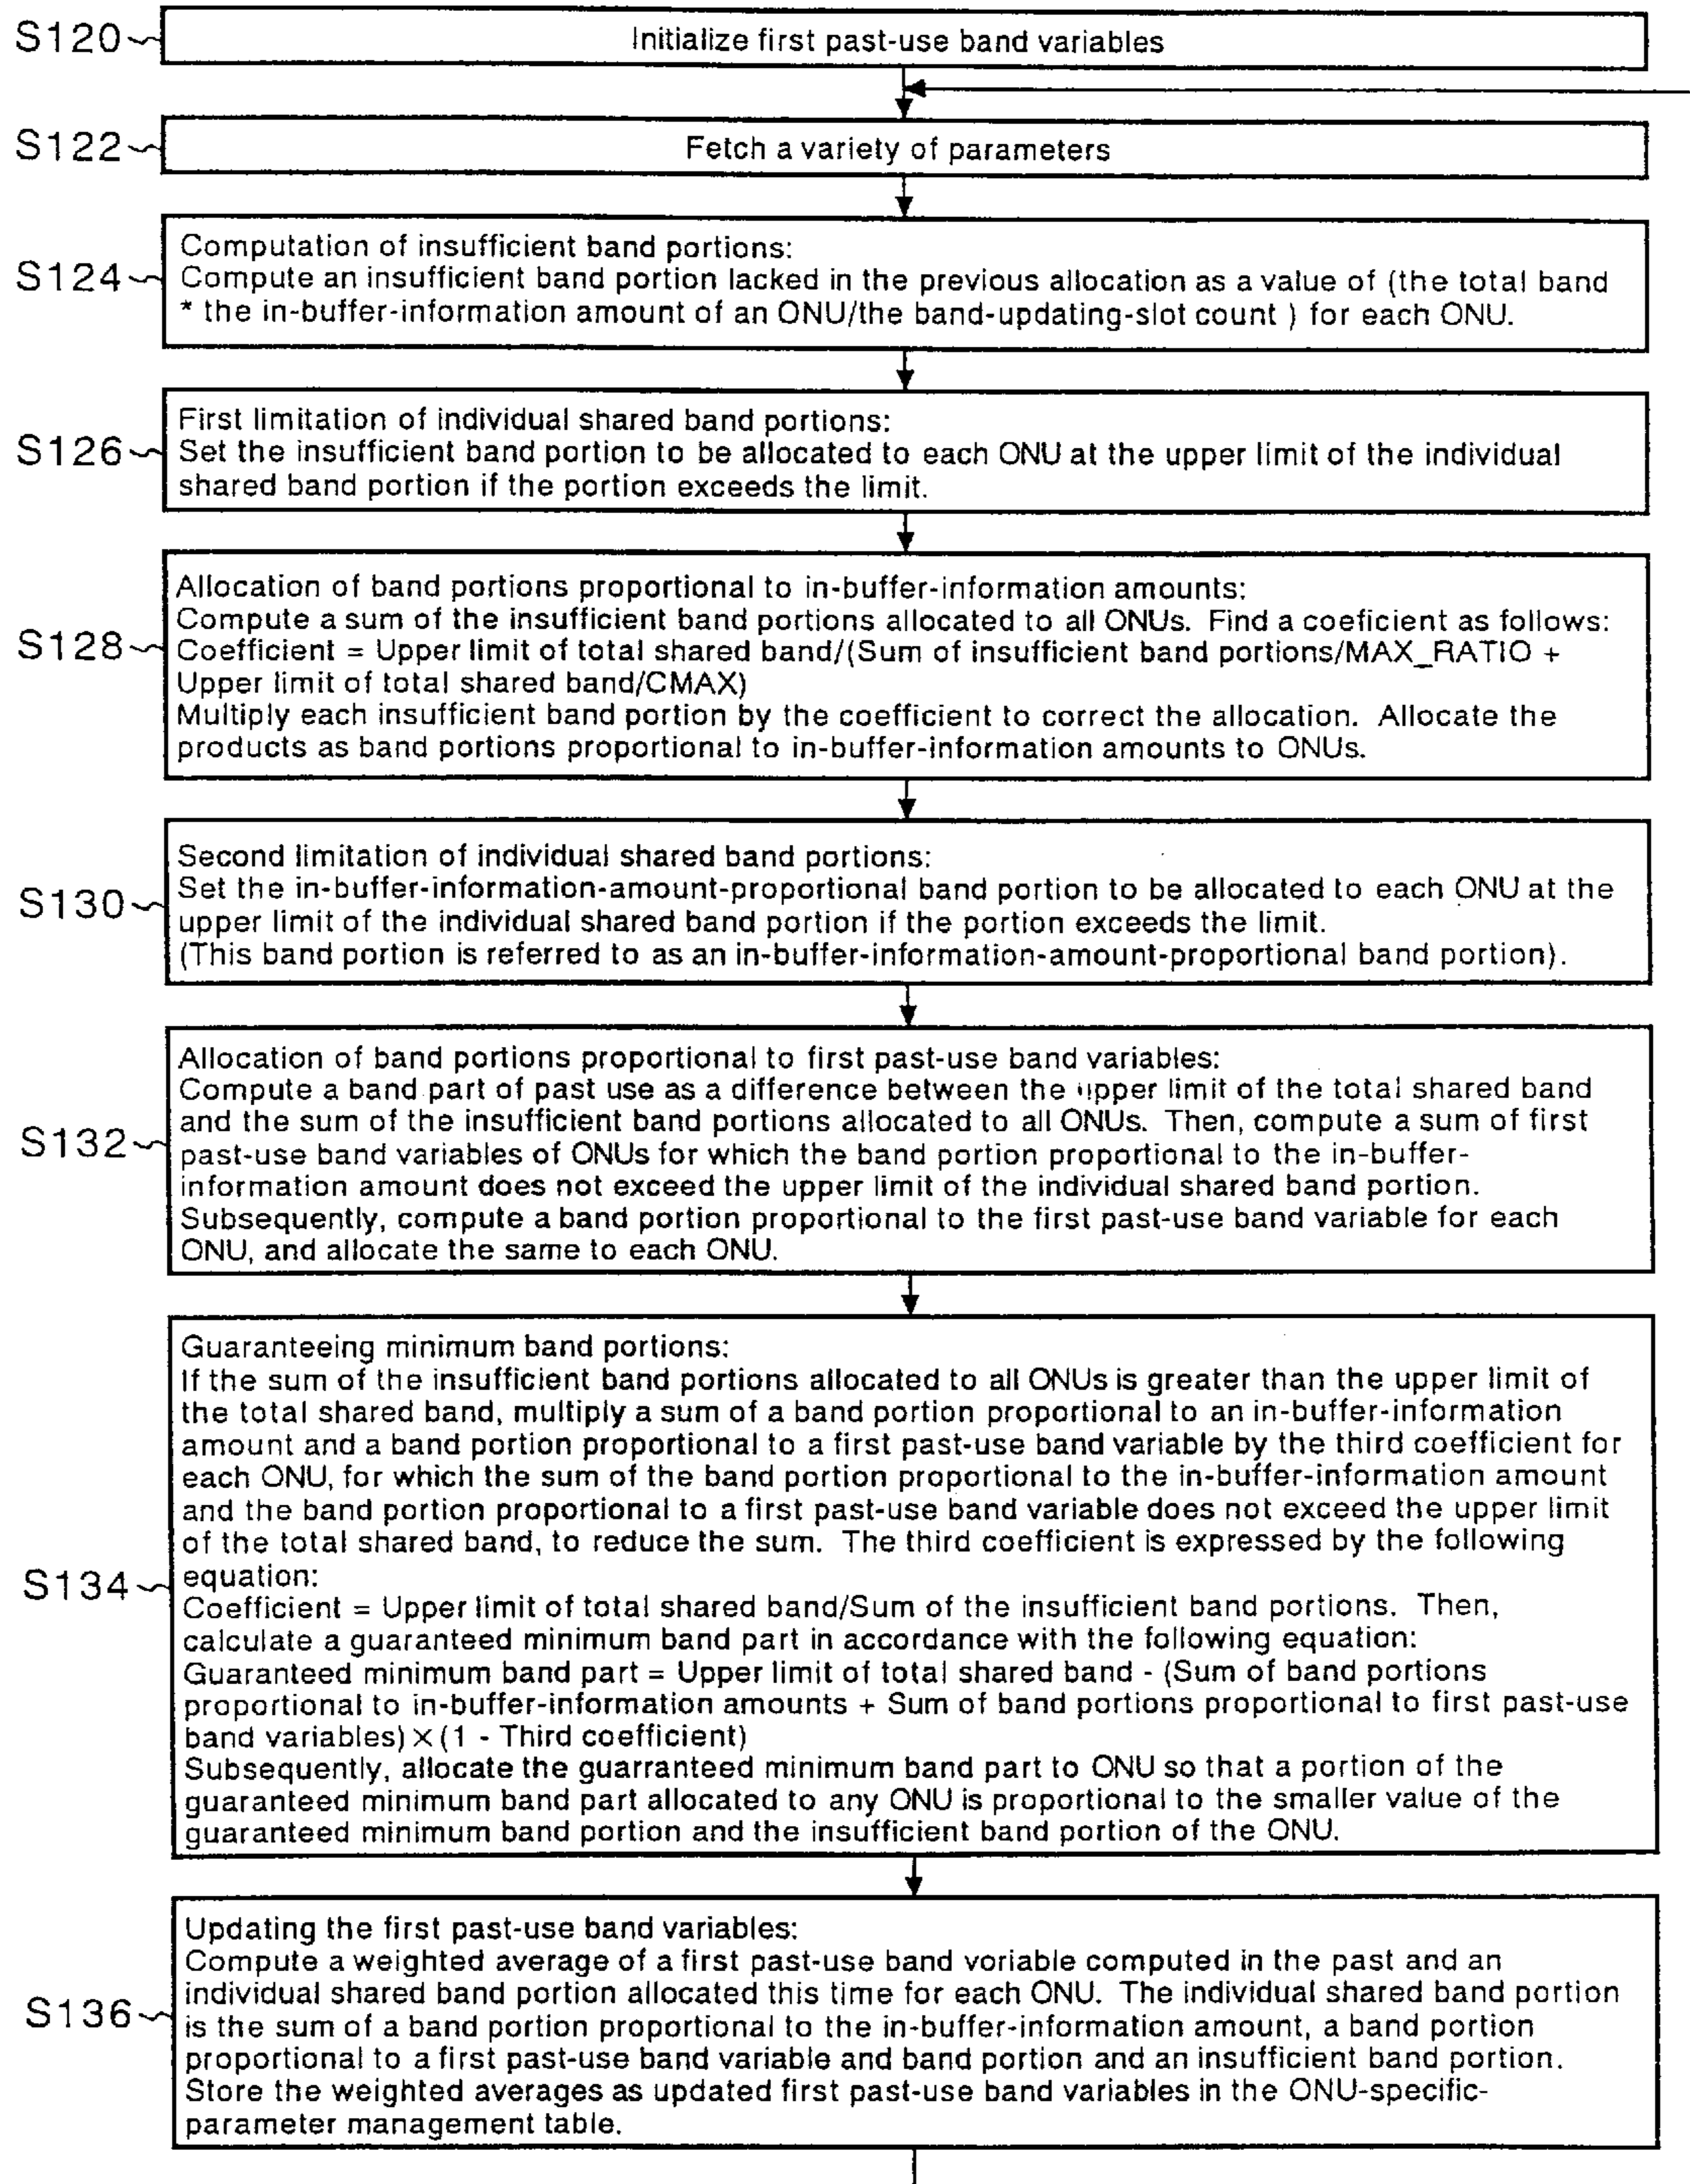 S120
Initialize first past-use band variables
S122
Fetch a variety of parameters
S124
Computation of insufficient band portions:
Compute an insufficient band portion lacked in the previous allocation as a value of (the total band
* the in-buffer-information amount of an ONU/the band-updating-slot count ) for each ONU.
S126
First limitation of individual shared band portions:
Set the insufficient band portion to be allocated to each ONU at the upper limit of the individual
shared band portion if the portion exceeds the limit.
S128
Allocation of band portions proportional to in-buffer-information amounts:
Compute a sum of the insufficient band portions allocated to all ONUs. Find a coeficient as follows:
Coefficient = Upper limit of total shared band/(Sum of insufficient band portions/MAX_RATIO +
Upper limit of total shared band/CMAX)
Multiply each insufficient band portion by the coefficient to correct the allocation. Allocate the
products as band portions proportional to in-buffer-information amounts to ONUs.
S130
Second limitation of individual shared band portions:
Set the in-buffer-information-amount-proportional band portion to be allocated to each ONU at the
upper limit of the individual shared band portion if the portion exceeds the limit.
(This band portion is referred to as an in-buffer-information-amount-proportional band portion).
S132
Allocation of band portions proportional to first past-use band variables:
Compute a band part of past use as a difference between the upper limit of the total shared band
and the sum of the insufficient band portions allocated to all ONUs. Then, compute a sum of first
past-use band variables of ONUs for which the band portion proportional to the in-buffer-
information amount does not exceed the upper limit of the individual shared band portion.
Subsequently, compute a band portion proportional to the first past-use band variable for each
ONU, and allocate the same to each ONU.
S134
Guaranteeing minimum band portions:
If the sum of the insufficient band portions allocated to all ONUs is greater than the upper limit of
the total shared band, multiply a sum of a band portion proportional to an in-buffer-information
amount and a band portion proportional to a first past-use band variable by the third coefficient for
each ONU, for which the sum of the band portion proportional to the in-buffer-information amount
and the band portion proportional to a first past-use band variable does not exceed the upper limit
of the total shared band, to reduce the sum. The third coefficient is expressed by the following
equation:
Coefficient = Upper limit of total shared band/Sum of the insufficient band portions. Then,
calculate a guaranteed minimum band part in accordance with the following equation:
Guaranteed minimum band part = Upper limit of total shared band - (Sum of band portions
proportional to in-buffer-information amounts + Sum of band portions proportional to first past-use
band variables) × (1 - Third coefficient)
Subsequently, allocate the guarranteed minimum band part to ONU so that a portion of the
guaranteed minimum band part allocated to any ONU is proportional to the smaller value of the
guaranteed minimum band portion and the insufficient band portion of the ONU.
S136
Updating the first past-use band variables:
Compute a weighted average of a first past-use band voriable computed in the past and an
individual shared band portion allocated this time for each ONU. The individual shared band portion
is the sum of a band portion proportional to the in-buffer-information amount, a band portion
proportional to a first past-use band variable and band portion and an insufficient band portion.
Store the weighted averages as updated first past-use band variables in the ONU-specific-
parameter management table.